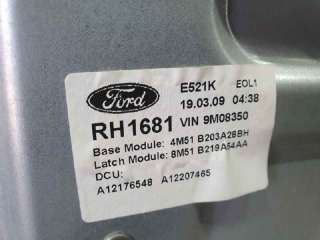 Ford E521K EOL1
19.03.09 04:38
RH1681 VIN 9M08350
Base Module: 4M51 B203A28BH
Latch Module: 8M51 B219A64AA
DCU:
A12176548 A12207465